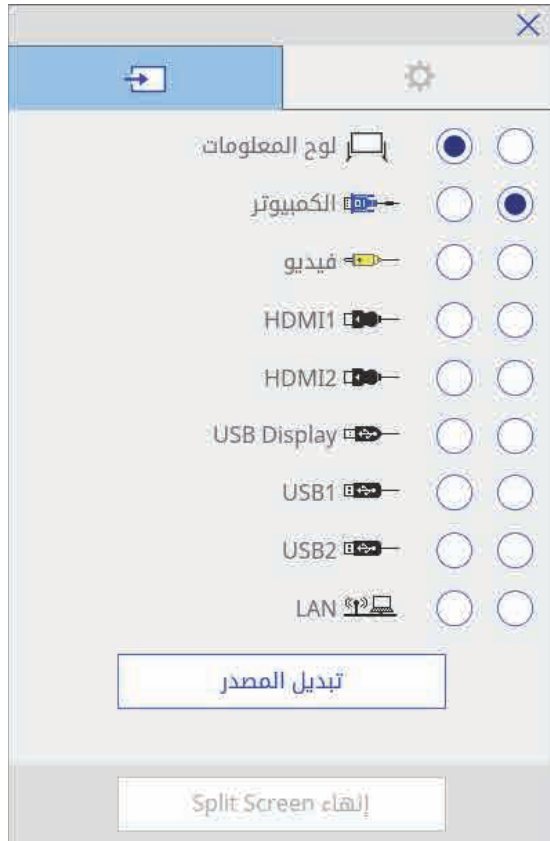 لوح المعلومات
الكمبيوتر
فيديو
HDMI1
HDMI2
USB Display
USB1
USB2
LAN
تبديل المصدر
إنهاء Split Screen